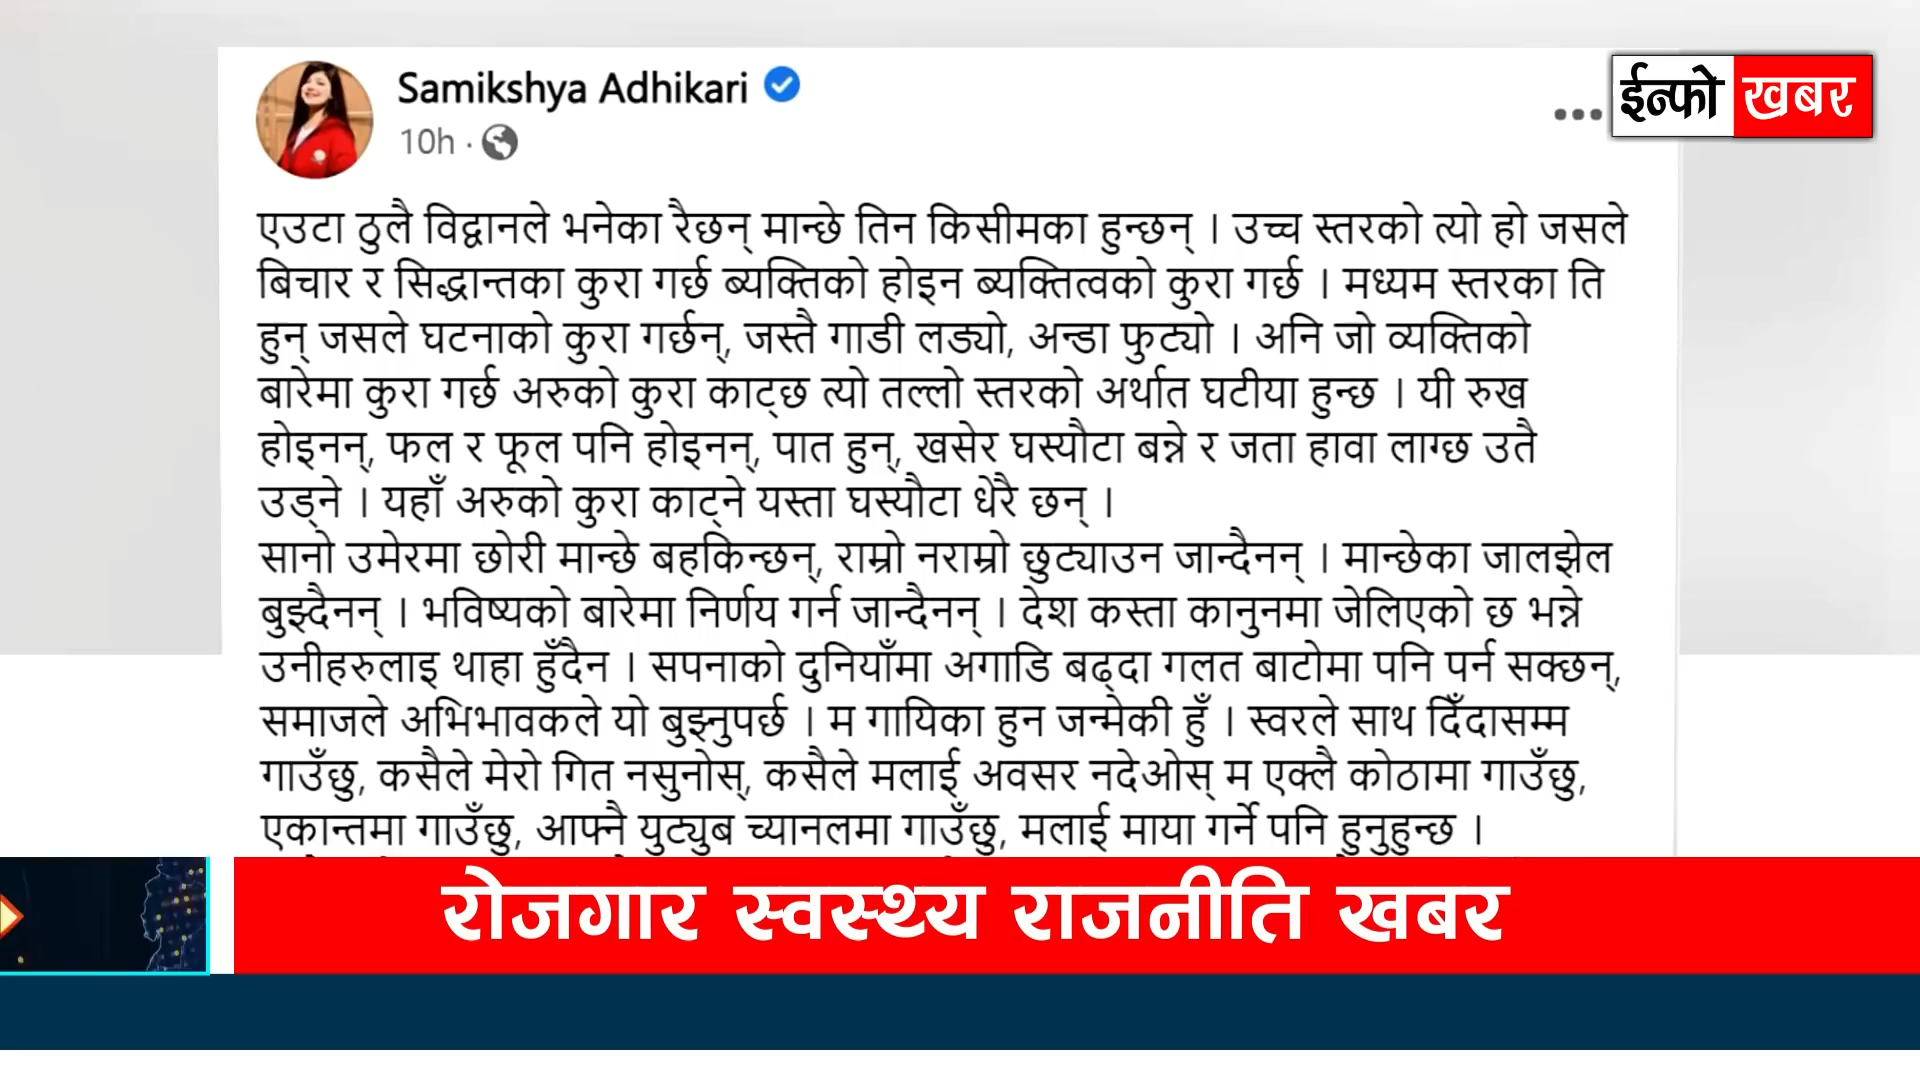 Samikshya Adhikari
10h ·
ईन्फो खबर
एउटा ठुलै विद्वानले भनेका रैछन् मान्छे तिन किसीमका हुन्छन् । उच्च स्तरको त्यो हो जसले
बिचार र सिद्धान्तका कुरा गर्छ ब्यक्तिको होइन ब्यक्तित्वको कुरा गर्छ । मध्यम स्तरका ति
हुन् जसले घटनाको कुरा गर्छन्, जस्तै गाडी लड्यो, अन्डा फुट्यो । अनि जो व्यक्तिको
बारेमा कुरा गर्छ अरुको कुरा काट्छ त्यो तल्लो स्तरको अर्थात घटीया हुन्छ । यी रुख
होइनन्, फल र फूल पनि होइनन्, पात हुन्, खसेर घस्यौटा बन्ने र जता हावा लाग्छ उतै
उड्ने । यहाँ अरुको कुरा काट्ने यस्ता घस्यौटा धेरै छन् ।
सानो उमेरमा छोरी मान्छे बहकिन्छन्, राम्रो नराम्रो छुट्याउन जान्दैनन् । मान्छेका जालझेल
बुझ्दैनन् । भविष्यको बारेमा निर्णय गर्न जान्दैनन् । देश कस्ता कानुनमा जेलिएको छ भन्ने
उनीहरुलाइ थाहा हुँदैन । सपनाको दुनियाँमा अगाडि बढ्दा गलत बाटोमा पनि पर्न सक्छन्,
समाजले अभिभावकले यो बुझ्नुपर्छ । म गायिका हुन जन्मेकी हुँ । स्वरले साथ दिँदासम्म
गाउँछु, कसैले मेरो गित नसुनोस्, कसैले मलाई अवसर नदेओस् म एक्लै कोठामा गाउँछु,
एकान्तमा गाउँछु, आफ्नै युट्युब च्यानलमा गाउँछु, मलाई माया गर्ने पनि हुनुहुन्छ ।
रोजगार स्वस्थ्य राजनीति खबर